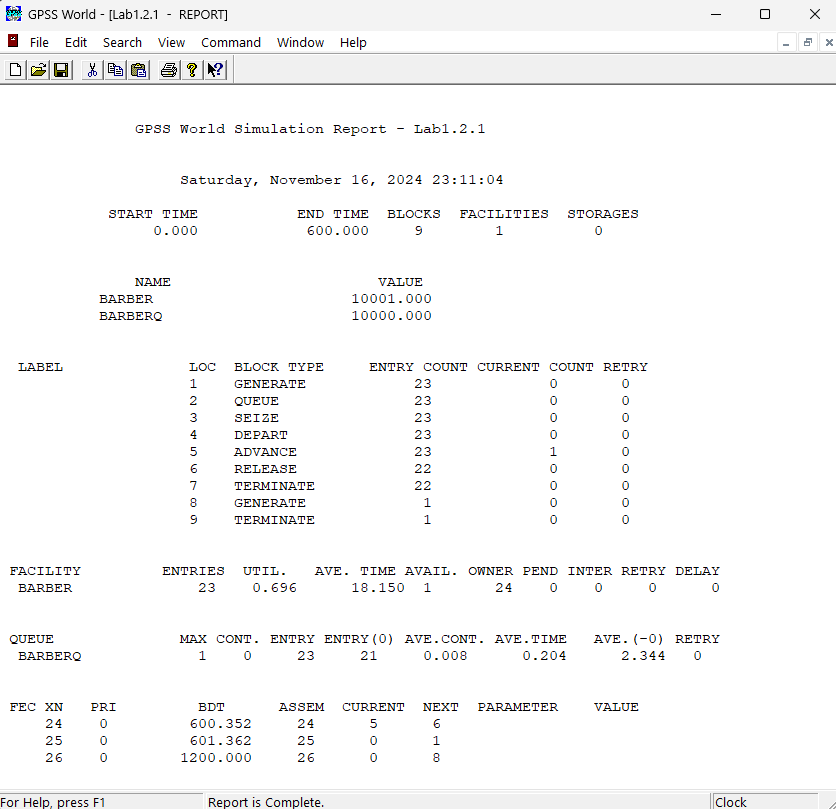 GPSS World - [Lab1.2.1 - REPORT]
File Edit Search View Command Window Help
GPSS World Simulation Report - Lab1.2.1
Saturday, November 16, 2024 23:11:04
START TIME END TIME BLOCKS FACILITIES STORAGES
0.000 600.000 9 1 0
NAME VALUE
BARBER 10001.000
BARBERQ 10000.000
LABEL LOC BLOCK TYPE ENTRY COUNT CURRENT COUNT RETRY
1 GENERATE 23 0 0
2 QUEUE 23 0 0
3 SEIZE 23 0 0
4 DEPART 23 0 0
5 ADVANCE 23 1 0
6 RELEASE 22 0 0
7 TERMINATE 22 0 0
8 GENERATE 1 0 0
9 TERMINATE 1 0 0
FACILITY ENTRIES UTIL. AVE. TIME AVAIL. OWNER PEND INTER RETRY DELAY
BARBER 23 0.696 18.150 1 24 0 0 0 0
QUEUE MAX CONT. ENTRY ENTRY(0) AVE.CONT. AVE.TIME AVE.(-0) RETRY
BARBERQ 1 0 23 21 0.008 0.204 2.344 0
FEC XN PRI BDT ASSEM CURRENT NEXT PARAMETER VALUE
24 0 600.352 24 5 6
25 0 601.362 25 0 1
26 0 1200.000 26 0 8
For Help, press F1 Report is Complete. Clock